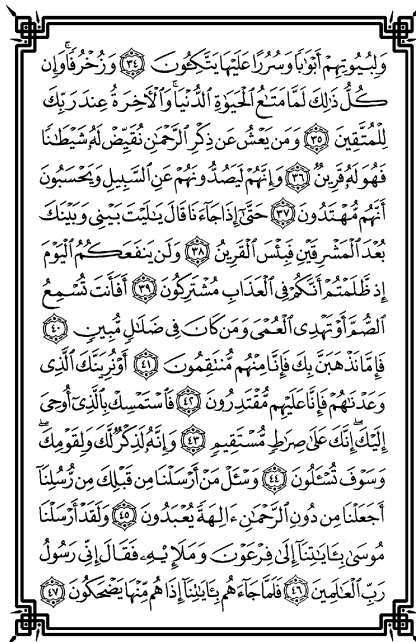 وَلِبُيُوتِهِمْ أَبْوَٰبًا وَسُرُرًا عَلَيْهَا يَتَّكِـُٔونَ ٣٤ وَزُخْرُفًا ۚ وَإِن
كُلُّ ذَٰلِكَ لَمَّا مَتَـٰعُ ٱلْحَيَوٰةِ ٱلدُّنْيَا ۚ وَٱلْـَٔاخِرَةُ عِندَ رَبِّكَ
لِلْمُتَّقِينَ ٣٥ وَمَن يَعْشُ عَن ذِكْرِ ٱلرَّحْمَـٰنِ نُقَيِّضْ لَهُۥ شَيْطَـٰنًا
فَهُوَ لَهُۥ قَرِينٌ ٣٦ وَإِنَّهُمْ لَيَصُدُّونَهُمْ عَنِ ٱلسَّبِيلِ وَيَحْسَبُونَ
أَنَّهُم مُّهْتَدُونَ ٣٧ حَتَّىٰٓ إِذَا جَآءَنَا قَالَ يَـٰلَيْتَ بَيْنِى وَبَيْنَكَ
بُعْدَ ٱلْمَشْرِقَيْنِ فَبِئْسَ ٱلْقَرِينُ ٣٨ وَلَن يَنفَعَكُمُ ٱلْيَوْمَ
إِذ ظَّلَمْتُمْ أَنَّكُمْ فِى ٱلْعَذَابِ مُشْتَرِكُونَ ٣٩ أَفَأَنتَ تُسْمِعُ
ٱلصُّمَّ أَوْ تَهْدِى ٱلْعُمْىَ وَمَن كَانَ فِى ضَلَـٰلٍ مُّبِينٍ ٤٠
فَإِمَّا نَذْهَبَنَّ بِكَ فَإِنَّا مِنْهُم مُّنتَقِمُونَ ٤١ أَوْ نُرِيَنَّكَ ٱلَّذِى
وَعَدْنَـٰهُمْ فَإِنَّا عَلَيْهِم مُّقْتَدِرُونَ ٤٢ فَٱسْتَمْسِكْ بِٱلَّذِىٓ أُوحِىَ
إِلَيْكَ ۖ إِنَّكَ عَلَىٰ صِرَٰطٍ مُّسْتَقِيمٍ ٤٣ وَإِنَّهُۥ لَذِكْرٌ لَّكَ وَلِقَوْمِكَ ۖ
وَسَوْفَ تُسْـَٔلُونَ ٤٤ وَسْـَٔلْ مَنْ أَرْسَلْنَا مِن قَبْلِكَ مِن رُّسُلِنَآ
أَجَعَلْنَا مِن دُونِ ٱلرَّحْمَـٰنِ ءَالِهَةً يُعْبَدُونَ ٤٥ وَلَقَدْ أَرْسَلْنَا
مُوسَىٰ بِـَٔايَـٰتِنَآ إِلَىٰ فِرْعَوْنَ وَمَلَإِي۟هِۦ فَقَالَ إِنِّى رَسُولُ
رَبِّ ٱلْعَـٰلَمِينَ ٤٦ فَلَمَّا جَآءَهُم بِـَٔايَـٰتِنَآ إِذَا هُم مِّنْهَا يَضْحَكُونَ ٤٧